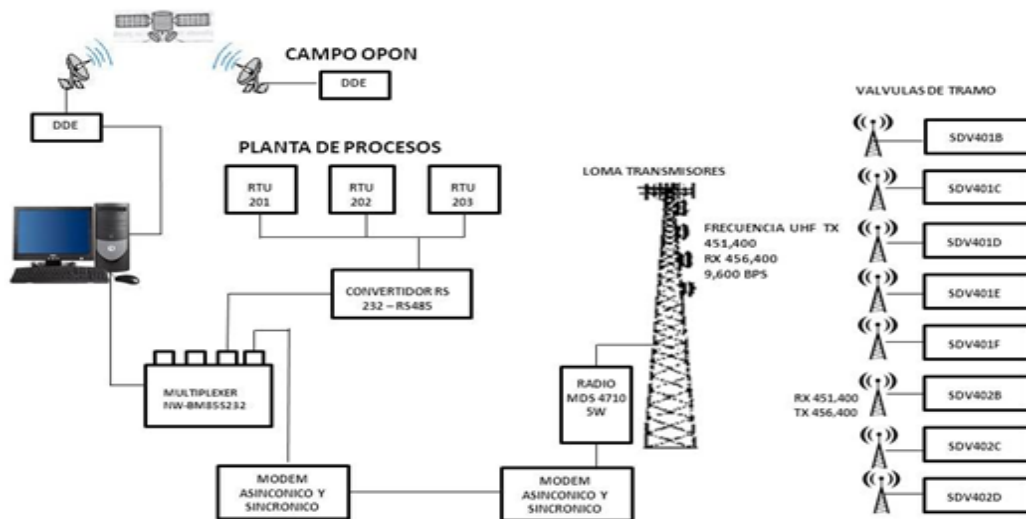 CAMPO OPON
DDE
DDE
VALVULAS DE TRAMO
SDV401B
SDV401C
SDV401D
SDV401E
SDV401F
SDV402B
SDV402C
SDV402D
RX 451,400
TX 456,400
PLANTA DE PROCESOS
RTU
201
RTU
202
RTU
203
LOMA TRANSMISORES
FRECUENCIA UHF TX
451,400
RX 456,400
9,600 BPS
CONVERTIDOR RS
232 – RS485
MULTIPLEXER
NW-BM85S232
RADIO
MDS 4710
5W
MODEM
ASINCONICO Y
SINCRONICO
MODEM
ASINCONICO Y
SINCRONICO